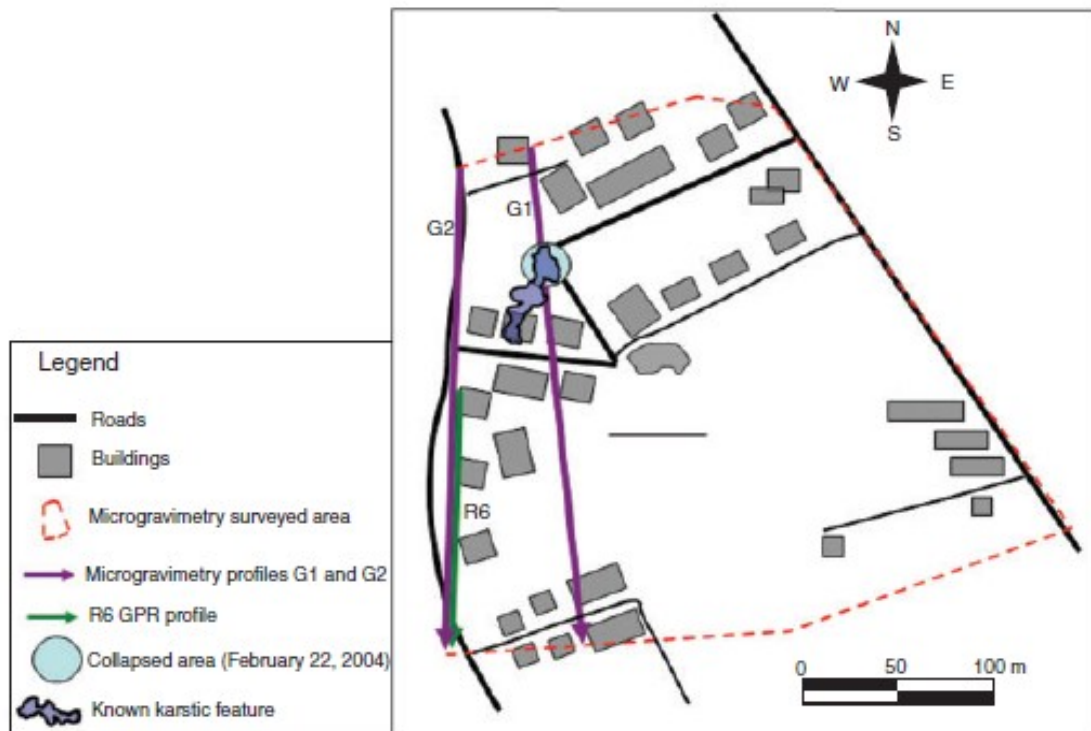 N
W E
S
G1
G2
R6
Legend
Roads
Buildings
Microgravimetry surveyed area
Microgravimetry profiles G1 and G2
R6 GPR profile
Collapsed area (February 22, 2004)
Known karstic feature
0 50 100 m